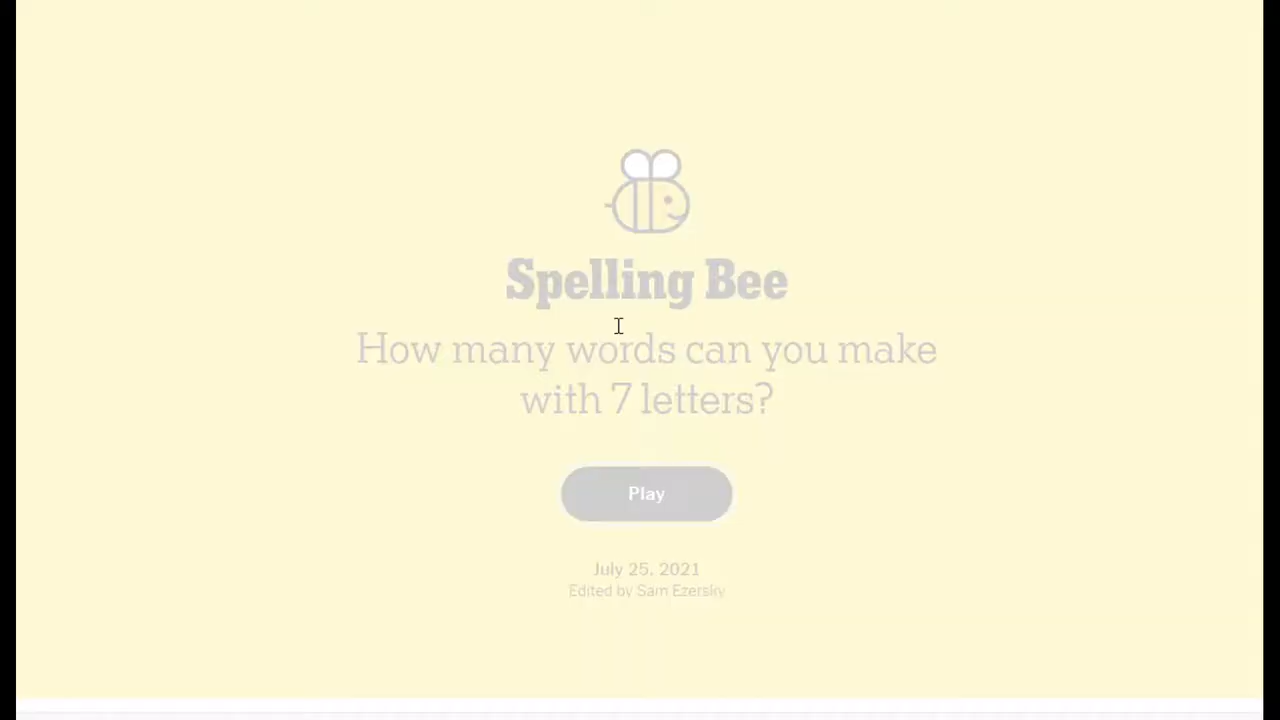 Spelling Bee
How many words can you make
with 7 letters?
Play
July 25, 2021
Edited by Sam Ezersky